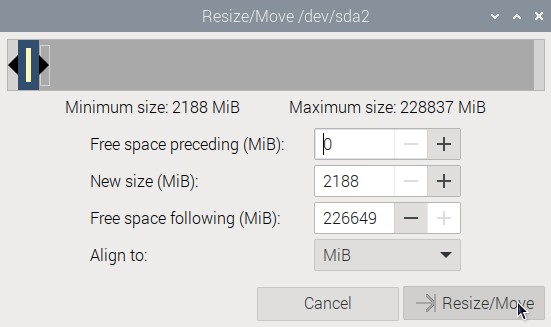 Resize/Move /dev/sda2
Minimum size: 2188 MiB Maximum size: 228837 MiB
Free space preceding (MiB): 0
New size (MiB): 2188
Free space following (MiB): 226649
Align to: MiB
Cancel Resize/Move